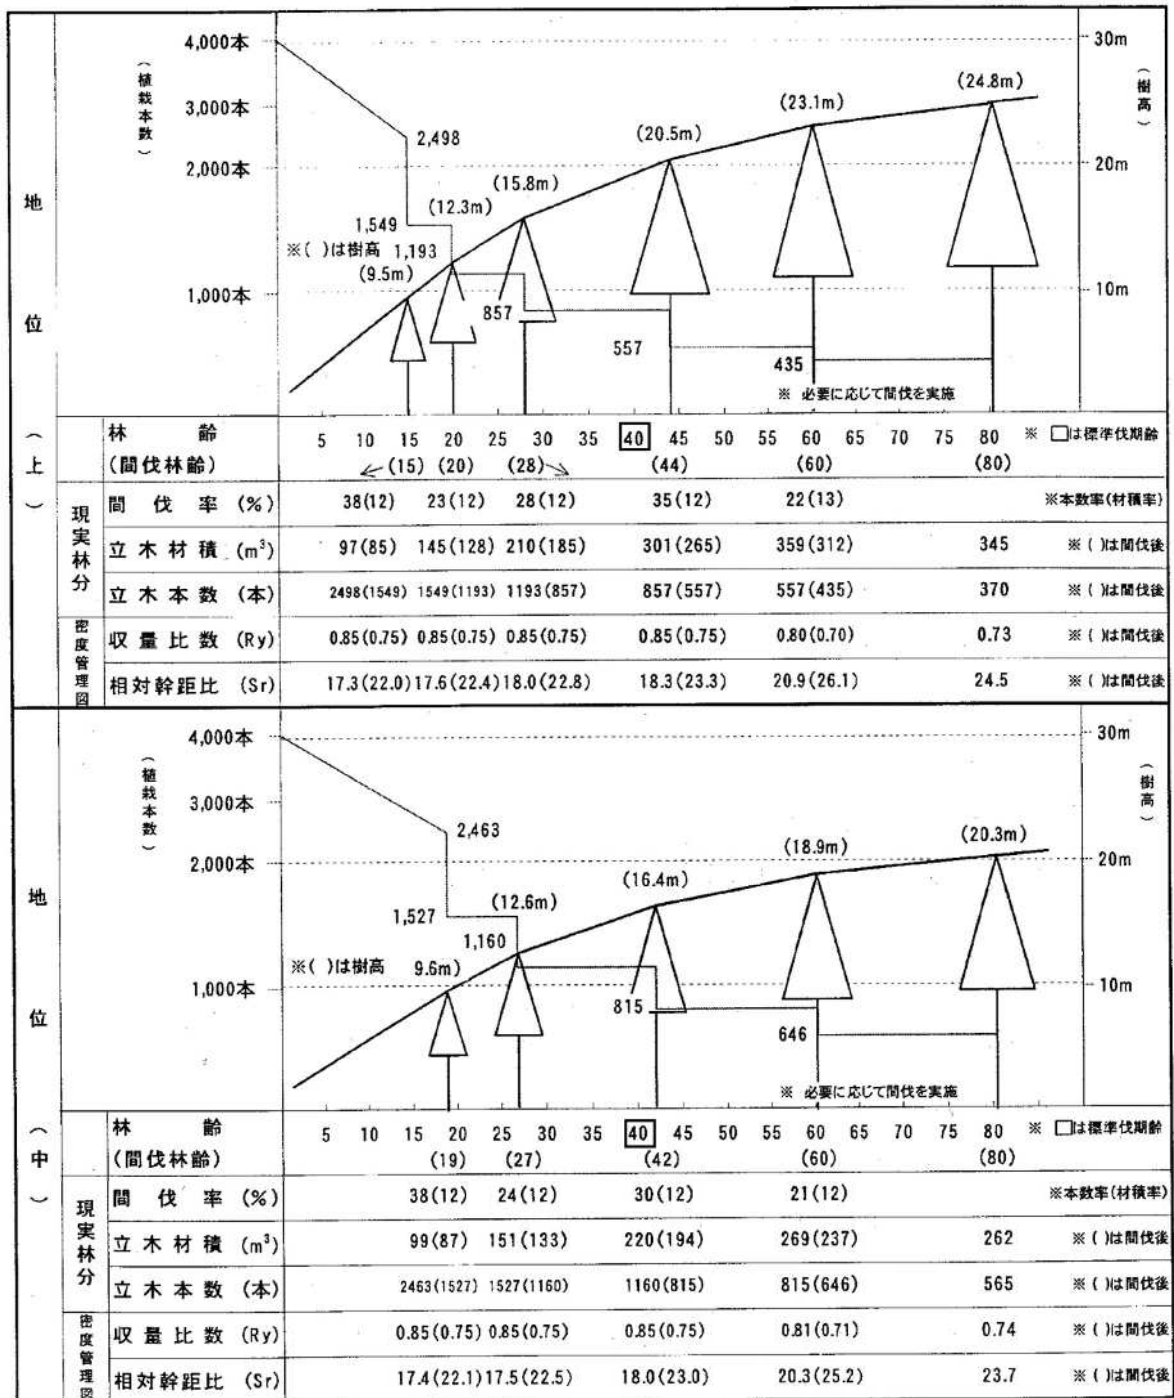 地位（上）
（植栽本数）
4,000本
3,000本
2,000本
1,000本
30m
20m
10m
（樹高）
2,498
1,549
1,193
857
557
435
※( )は樹高
(9.5m)
(12.3m)
(15.8m)
(20.5m)
(23.1m)
(24.8m)
※ 必要に応じて間伐を実施
林齢 5 10 15 20 25 30 35 40 45 50 55 60 65 70 75 80 ※ □は標準伐期齢
(間伐林齢) (15) (20) (28) (44) (60) (80)
現実林分
間伐率 (%) 38(12) 23(12) 28(12) 35(12) 22(13) ※本数率(材積率)
立木材積 (m³) 97(85) 145(128) 210(185) 301(265) 359(312) 345 ※ ( )は間伐後
立木本数 (本) 2498(1549) 1549(1193) 1193(857) 857(557) 557(435) 370 ※ ( )は間伐後
密度管理図
収量比数 (Ry) 0.85(0.75) 0.85(0.75) 0.85(0.75) 0.85(0.75) 0.80(0.70) 0.73 ※ ( )は間伐後
相対幹距比 (Sr) 17.3(22.0) 17.6(22.4) 18.0(22.8) 18.3(23.3) 20.9(26.1) 24.5 ※ ( )は間伐後
地位（中）
（植栽本数）
4,000本
3,000本
2,000本
1,000本
30m
20m
10m
（樹高）
2,463
1,527
1,160
815
646
※( )は樹高
9.6m)
(12.6m)
(16.4m)
(18.9m)
(20.3m)
※ 必要に応じて間伐を実施
林齢 5 10 15 20 25 30 35 40 45 50 55 60 65 70 75 80 ※ □は標準伐期齢
(間伐林齢) (19) (27) (42) (60) (80)
現実林分
間伐率 (%) 38(12) 24(12) 30(12) 21(12) ※本数率(材積率)
立木材積 (m³) 99(87) 151(133) 220(194) 269(237) 262 ※ ( )は間伐後
立木本数 (本) 2463(1527) 1527(1160) 1160(815) 815(646) 565 ※ ( )は間伐後
密度管理図
収量比数 (Ry) 0.85(0.75) 0.85(0.75) 0.85(0.75) 0.81(0.71) 0.74 ※ ( )は間伐後
相対幹距比 (Sr) 17.4(22.1) 17.5(22.5) 18.0(23.0) 20.3(25.2) 23.7 ※ ( )は間伐後